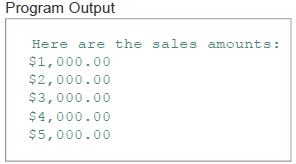 Program Output
Here are the sales amounts:
$1,000.00
$2,000.00
$3,000.00
$4,000.00
$5,000.00